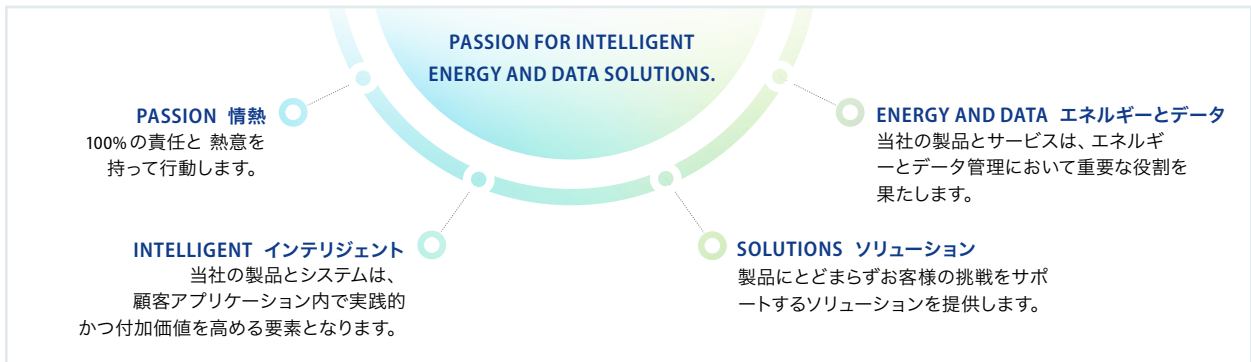 PASSION FOR INTELLIGENT
ENERGY AND DATA SOLUTIONS.
PASSION 情熱
100%の責任と 熱意を
持って行動します。
INTELLIGENT インテリジェント
当社の製品とシステムは、
顧客アプリケーション内で実践的
かつ付加価値を高める要素となります。
SOLUTIONS ソリューション
製品にとどまらずお客様の挑戦をサポ
ートするソリューションを提供します。
ENERGY AND DATA エネルギーとデータ
当社の製品とサービスは、エネルギ
ーとデータ管理において重要な役割を
果たします。